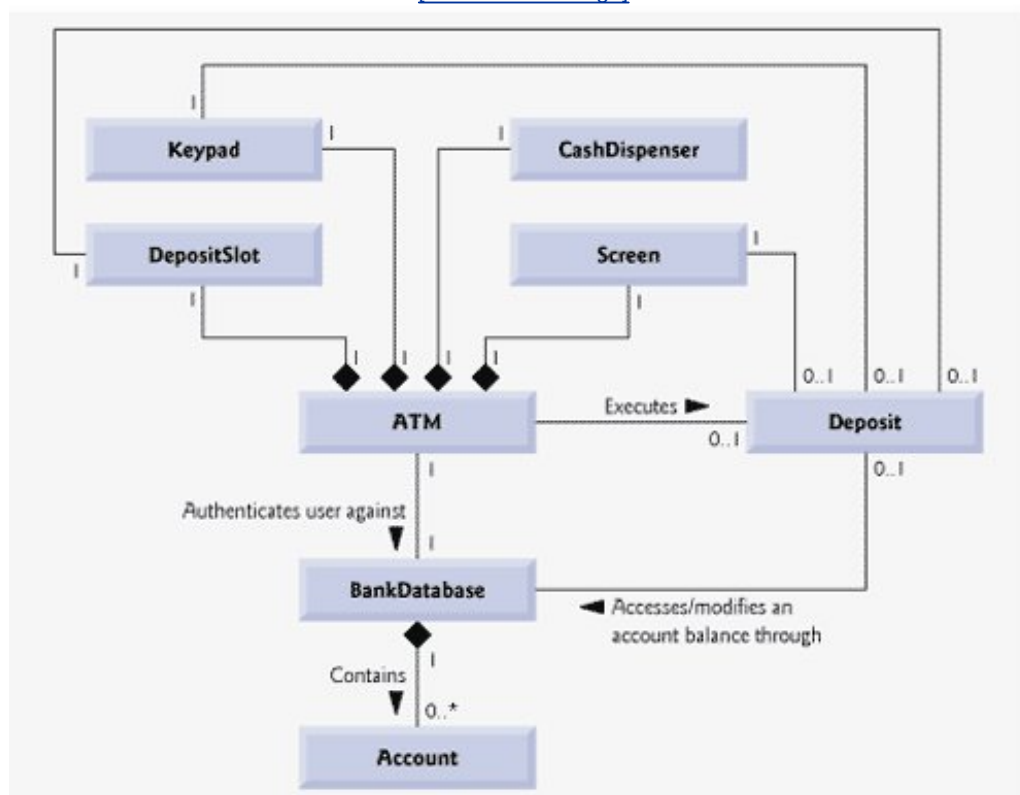 1
1
1
Keypad
CashDispenser
1
DepositSlot
Screen
1
1
1
1
1
1
1
0..1
0..1
0..1
Executes
ATM
Deposit
0..1
1
0..1
Authenticates user against
1
BankDatabase
Accesses/modifies an
account balance through
1
Contains
0..*
Account